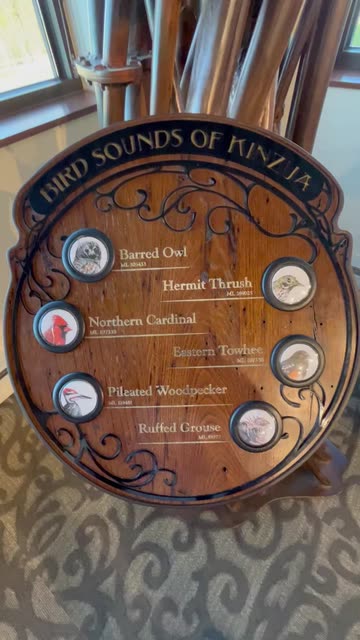 BIRD SOUNDS OF KINZUA
Barred Owl
Hermit Thrush
Northern Cardinal
Eastern Towhee
Pileated Woodpecker
Ruffed Grouse